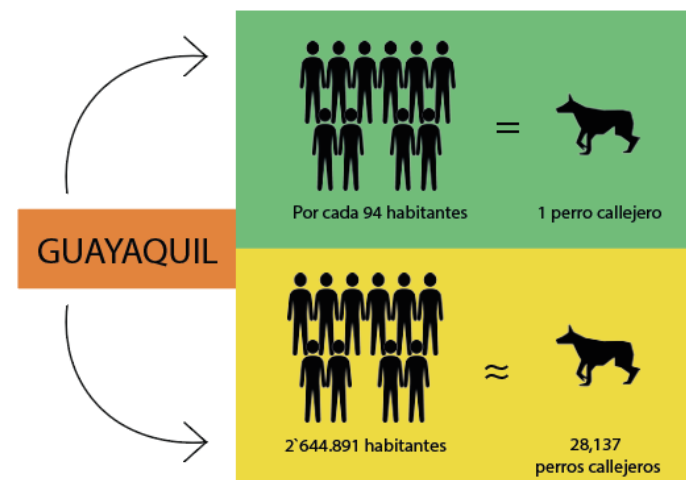 Por cada 94 habitantes
=
1 perro callejero
GUAYAQUIL
2`644.891 habitantes
≈
28,137
perros callejeros